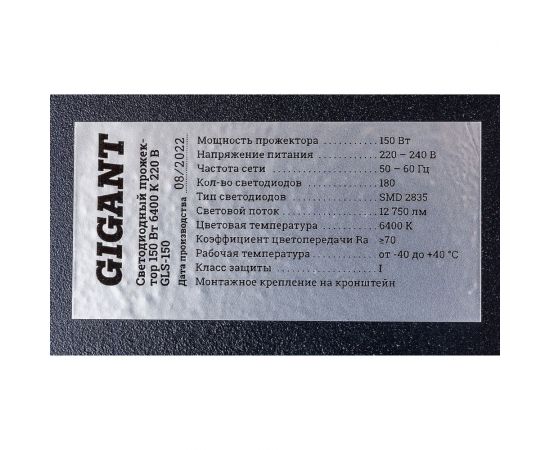 GIGANT
Светодиодный прожек-
тор 150 Вт 6400 К 220 В
GLS-150
Дата производства 08/2022
Мощность прожектора ........... 150 Вт
Напряжение питания ........... 220 – 240 В
Частота сети ........... 50 – 60 Гц
Кол-во светодиодов ........... 180
Тип светодиодов ........... SMD 2835
Световой поток ........... 12 750 лм
Цветовая температура ........... 6400 К
Коэффициент цветопередачи Ra .. ≥70
Рабочая температура ........... от -40 до +40 °С
Класс защиты ........... I
Монтажное крепление на кронштейн